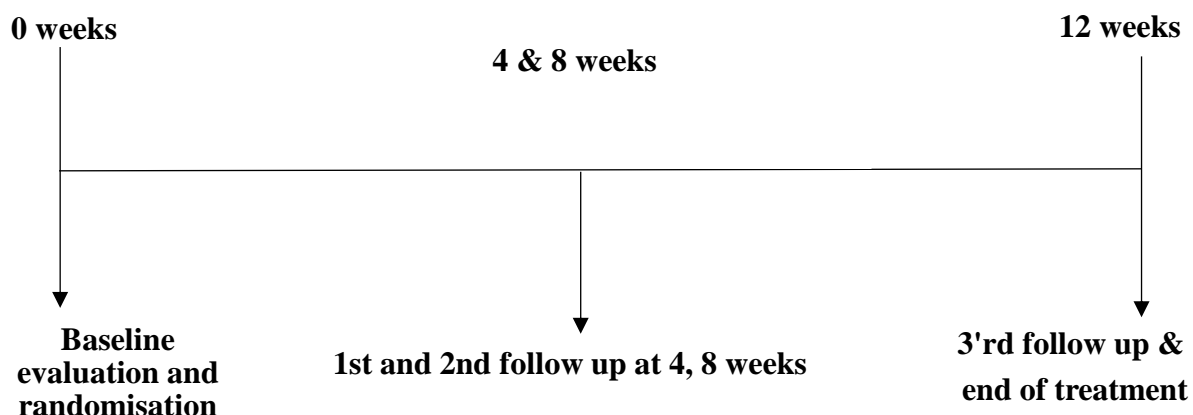 0 weeks
4 & 8 weeks
12 weeks
Baseline
evaluation and
randomisation
1st and 2nd follow up at 4, 8 weeks
3'rd follow up &
end of treatment